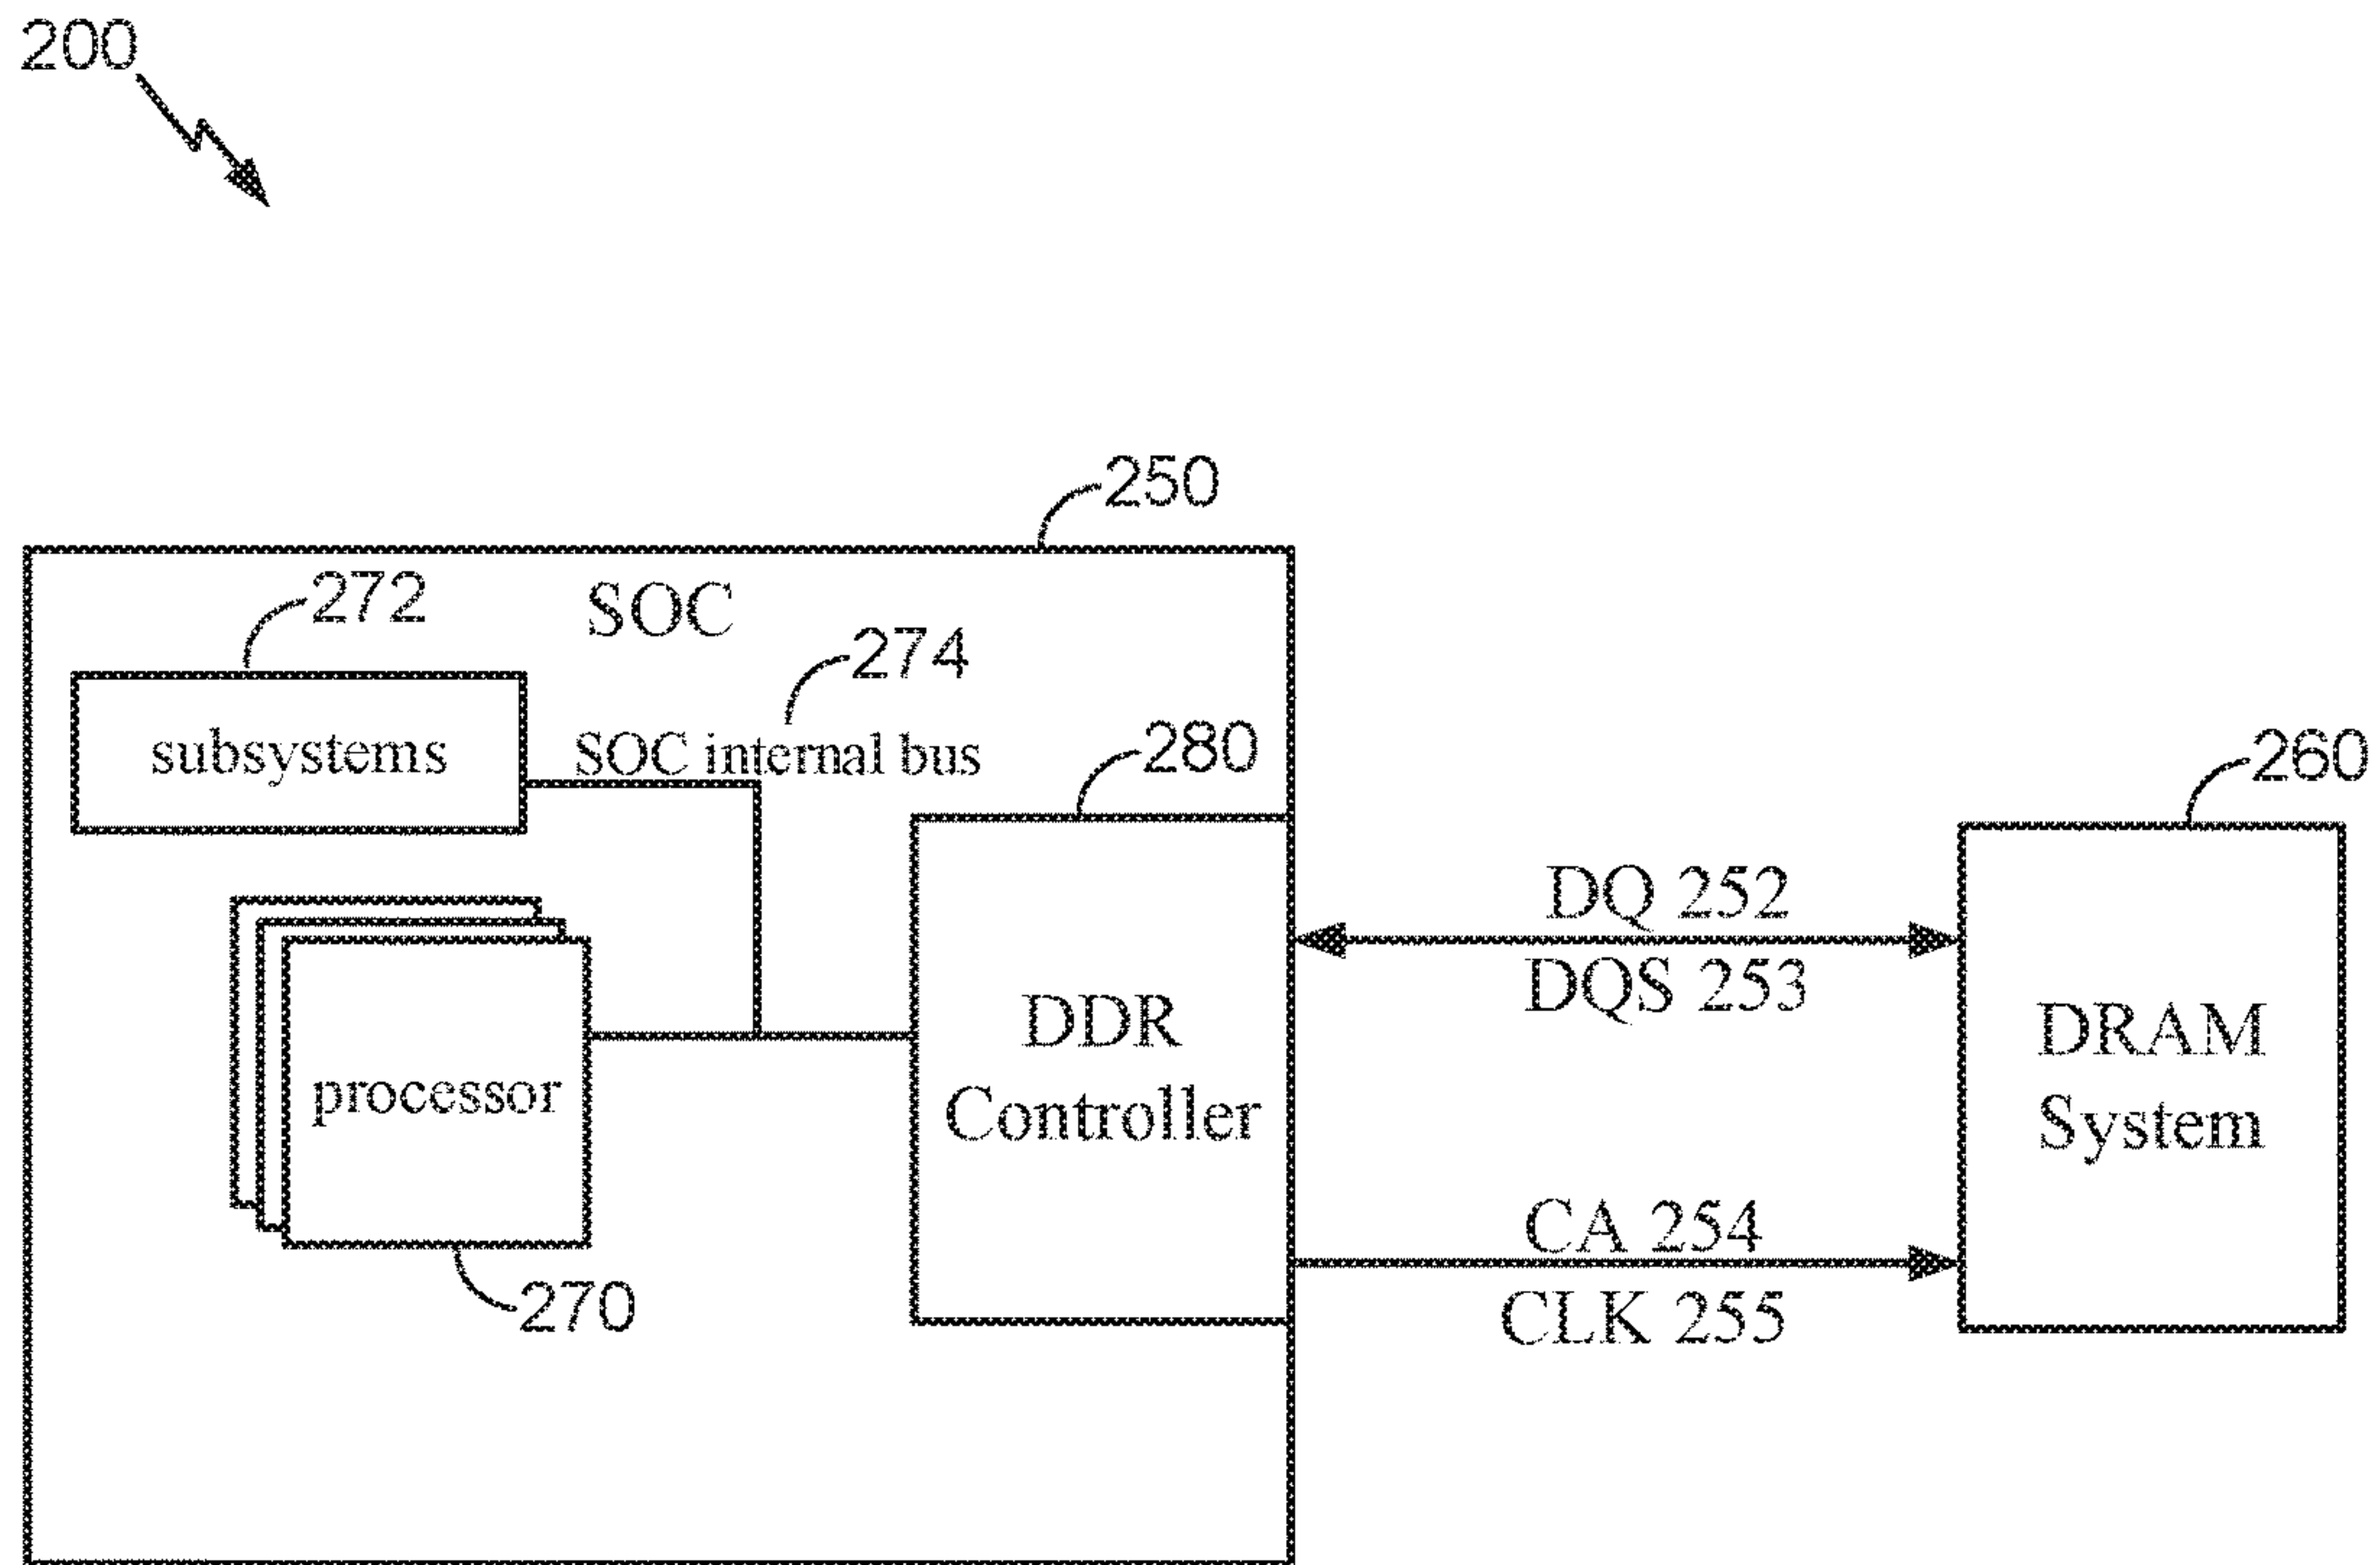 200
250
SOC
272
274
subsystems
SOC internal bus
280
260
DQ 252
DQS 253
DDR
Controller
DRAM
System
processor
CA 254
CLK 255
270